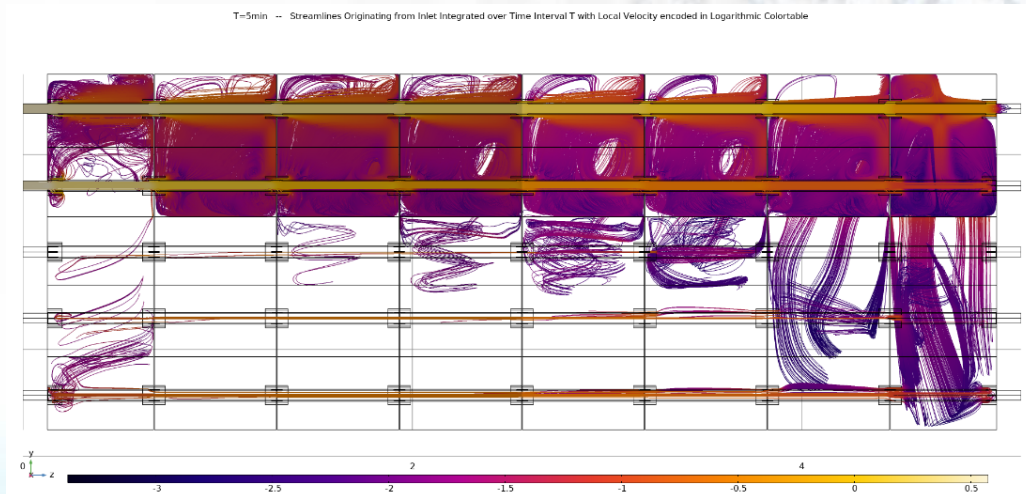 T=5min -- Streamlines Originating from Inlet Integrated over Time Interval T with Local Velocity encoded in Logarithmic Colortable
y
z
0 2 4
-3 -2.5 -2 -1.5 -1 -0.5 0 0.5